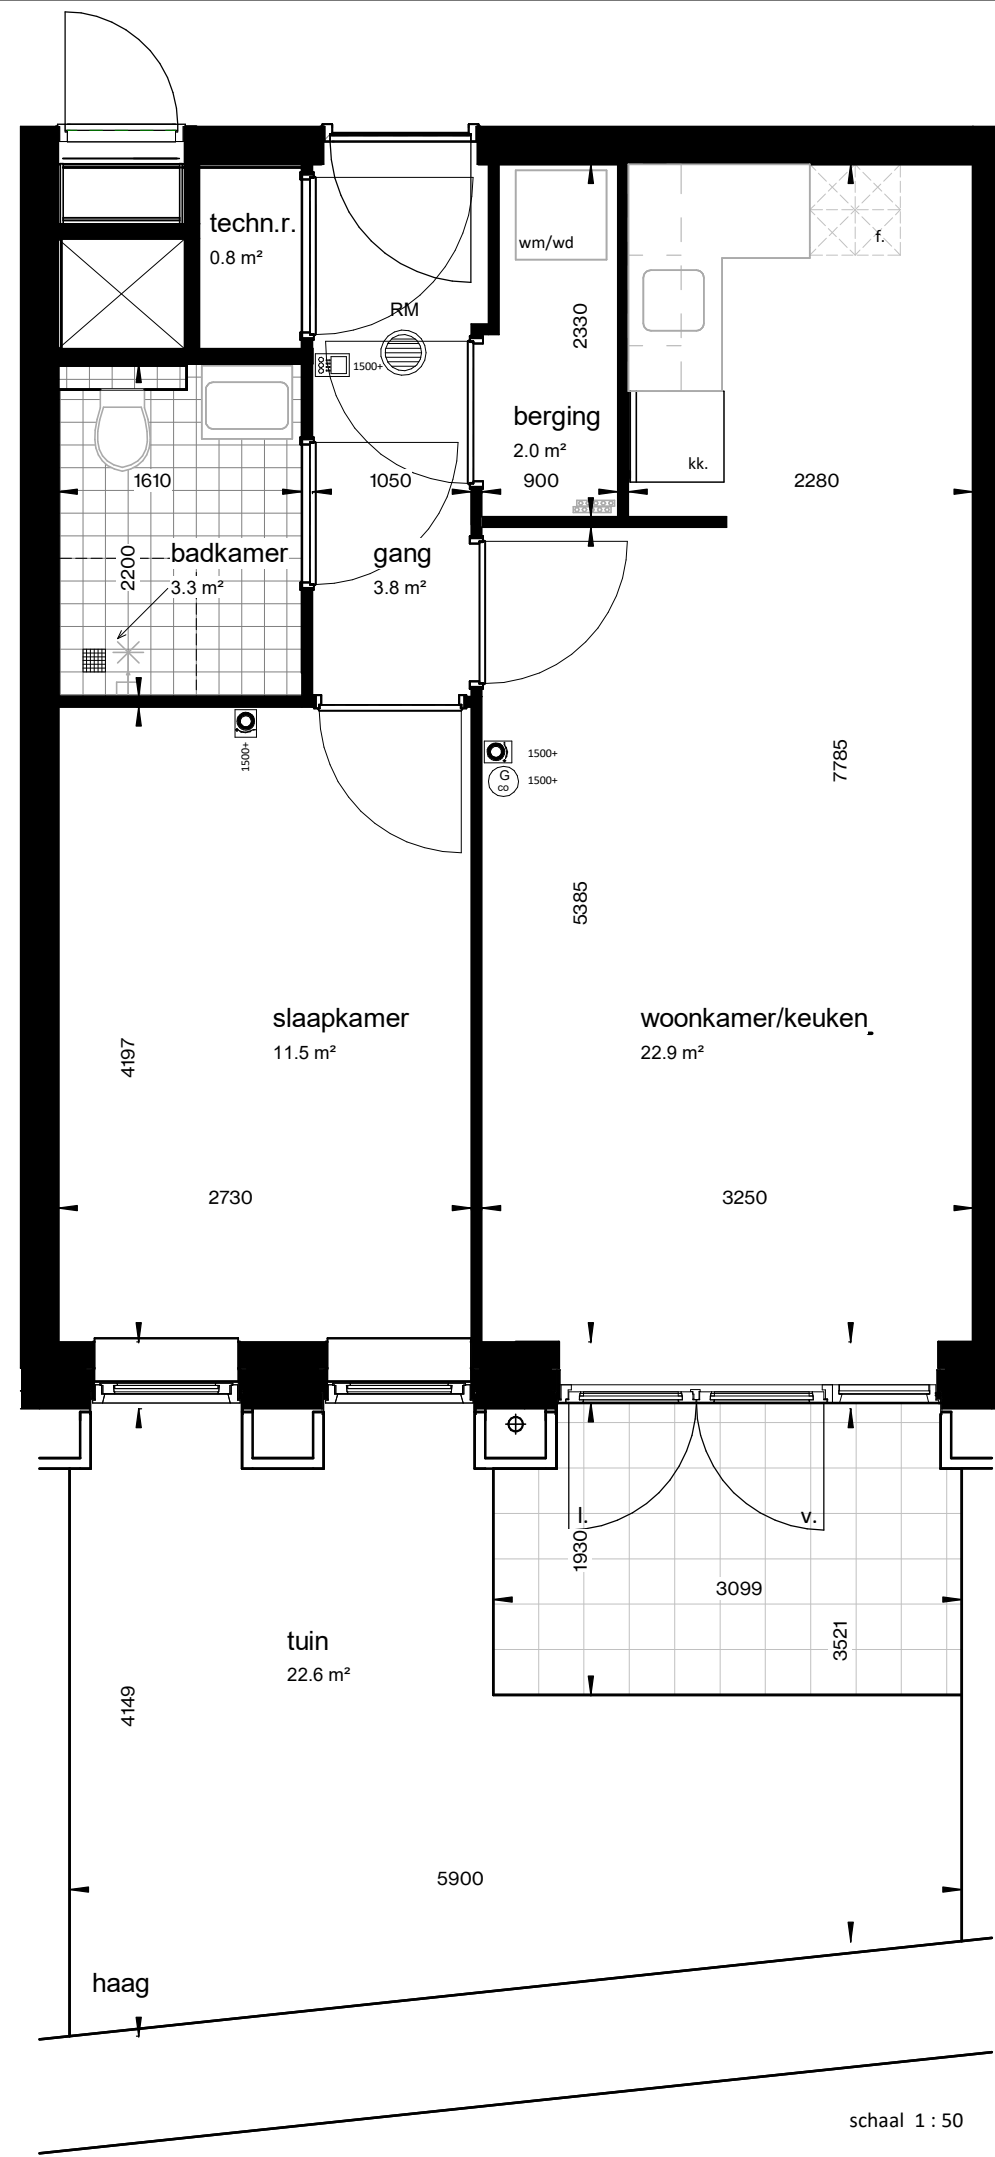 techn.r.
0.8 m²
wm/wd
f.
RM
1500+
2330
berging
2.0 m²
kk.
1610
1050
900
2280
2200
badkamer
3.3 m²
gang
3.8 m²
1500+
1500+
G
co
1500+
7785
5385
slaapkamer
11.5 m²
woonkamer/keuken
22.9 m²
4197
2730
3250
l.
v.
1930
3099
3521
tuin
22.6 m²
4149
5900
haag
schaal 1 : 50